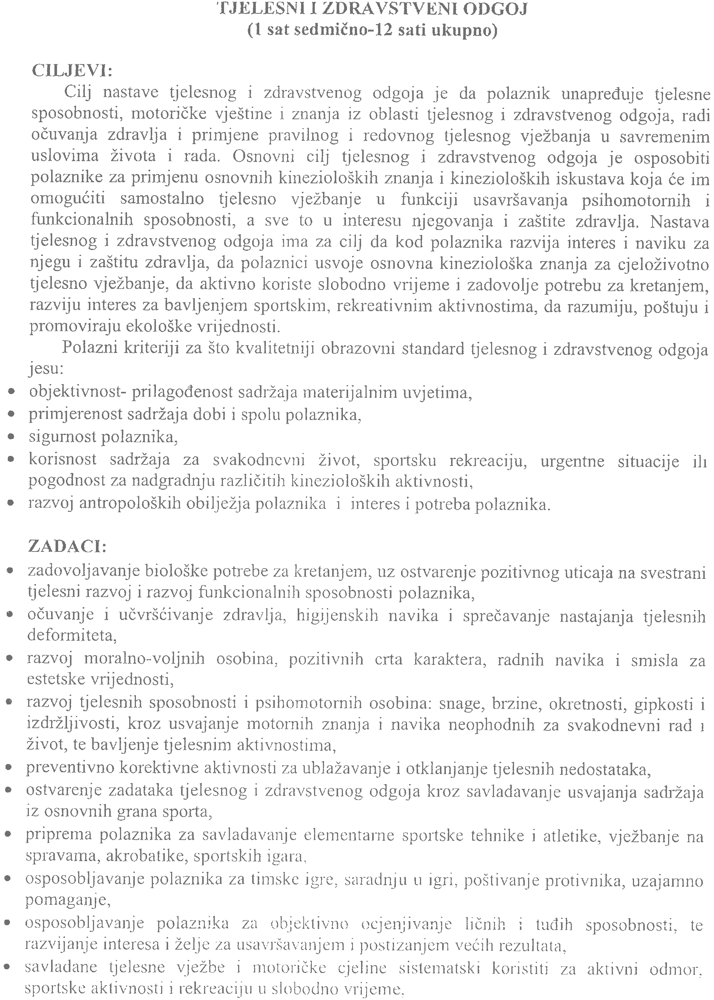 TJELESNI I ZDRAVSTVENI ODGOJ
(1 sat sedmično-12 sati ukupno)
CILJEVI:
Cilj nastave tjelesnog i zdravstvenog odgoja je da polaznik unapređuje tjelesne
sposobnosti, motoričke vještine i znanja iz oblasti tjelesnog i zdravstvenog odgoja, radi
očuvanja zdravlja i primjene pravilnog i redovnog tjelesnog vježbanja u savremenim
uslovima života i rada. Osnovni cilj tjelesnog i zdravstvenog odgoja je osposobiti
polaznike za primjenu osnovnih kinezioloških znanja i kinezioloških iskustava koja će im
omogućiti samostalno tjelesno vježbanje u funkciji usavršavanja psihomotornih i
funkcionalnih sposobnosti, a sve to u interesu njegovanja i zaštite zdravlja. Nastava
tjelesnog i zdravstvenog odgoja ima za cilj da kod polaznika razvija interes i naviku za
njegu i zaštitu zdravlja, da polaznici usvoje osnovna kineziološka znanja za cjeloživotno
tjelesno vježbanje, da aktivno koriste slobodno vrijeme i zadovolje potrebu za kretanjem,
razviju interes za bavljenjem sportskim, rekreativnim aktivnostima, da razumiju, poštuju i
promoviraju ekološke vrijednosti.
Polazni kriteriji za što kvalitetniji obrazovni standard tjelesnog i zdravstvenog odgoja
jesu:
• objektivnost- prilagođenost sadržaja materijalnim uvjetima,
• primjerenost sadržaja dobi i spolu polaznika,
• sigurnost polaznika,
• korisnost sadržaja za svakodnevni život, sportsku rekreaciju, urgentne situacije ili
pogodnost za nadgradnju različitih kinezioloških aktivnosti,
• razvoj antropoloških obilježja polaznika i interes i potreba polaznika.
ZADACI:
• zadovoljavanje biološke potrebe za kretanjem, uz ostvarenje pozitivnog uticaja na svestrani
tjelesni razvoj i razvoj funkcionalnih sposobnosti polaznika,
• očuvanje i učvršćivanje zdravlja, higijenskih navika i sprečavanje nastajanja tjelesnih
deformiteta,
• razvoj moralno-voljnih osobina, pozitivnih crta karaktera, radnih navika i smisla za
estetske vrijednosti,
• razvoj tjelesnih sposobnosti i psihomotornih osobina: snage, brzine, okretnosti, gipkosti i
izdržljivosti, kroz usvajanje motornih znanja i navika neophodnih za svakodnevni rad i
život, te bavljenje tjelesnim aktivnostima,
• preventivno korektivne aktivnosti za ublažavanje i otklanjanje tjelesnih nedostataka,
• ostvarenje zadataka tjelesnog i zdravstvenog odgoja kroz savladavanje usvajanja sadržaja
iz osnovnih grana sporta,
• priprema polaznika za savladavanje elementarne sportske tehnike i atletike, vježbanje na
spravama, akrobatike, sportskih igara,
• osposobljavanje polaznika za timske igre, saradnju u igri, poštivanje protivnika, uzajamno
pomaganje,
• osposobljavanje polaznika za objektivno ocjenjivanje ličnih i tuđih sposobnosti, te
razvijanje interesa i želje za usavršavanjem i postizanjem većih rezultata,
• savladane tjelesne vježbe i motoričke cjeline sistematski koristiti za aktivni odmor,
sportske aktivnosti i rekreaciju u slobodno vrijeme.